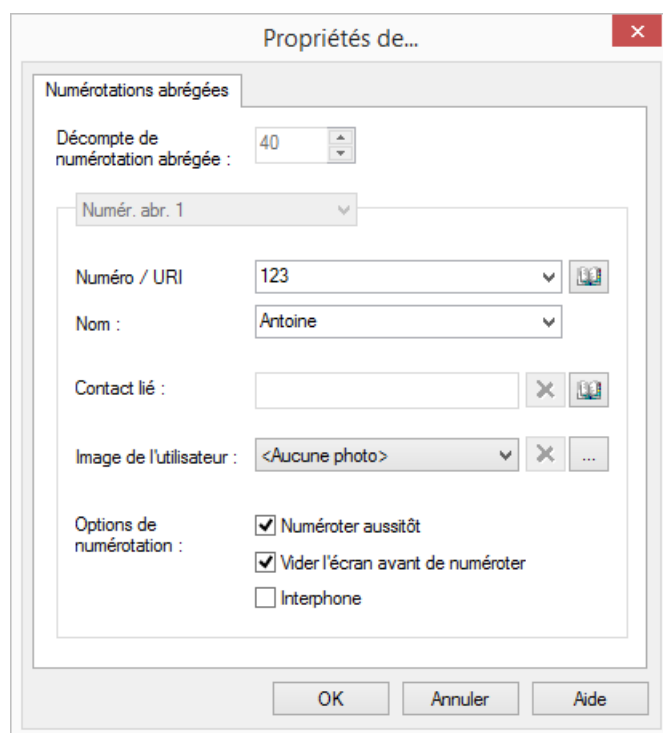 Propriétés de...
Numérotations abrégées
Décompte de
numérotation abrégée :
40
Numér. abr. 1
Numéro / URI
123
Nom :
Antoine
Contact lié :
Image de l'utilisateur :
<Aucune photo>
...
Options de
numérotation :
Numéroter aussitôt
Vider l'écran avant de numéroter
Interphone
OK
Annuler
Aide